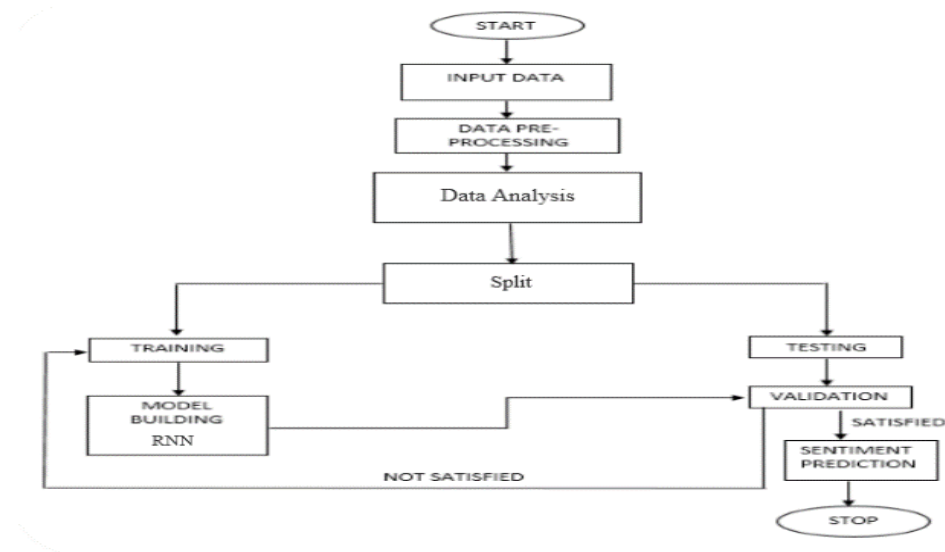 START
INPUT DATA
DATA PRE-
PROCESSING
Data Analysis
Split
TRAINING
MODEL
BUILDING
RNN
TESTING
VALIDATION
SATISFIED
SENTIMENT
PREDICTION
NOT SATISFIED
STOP